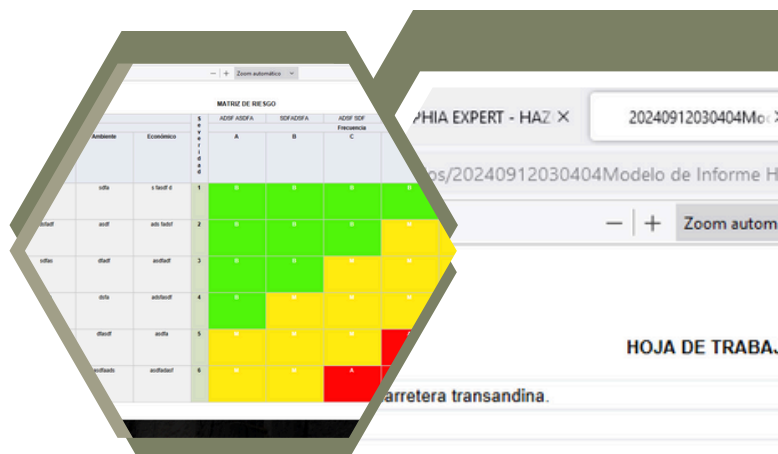 − + Zoom automático
MATRIZ DE RIESGO
Severidad ADSF ASDFA SDFADSFA ADSF SDF
Frecuencia
Ambiente Económico A B C
sdfa s fasdf d 1
asdf ads fadsf 2
sdfas dfadf asdfadf 3
dsfa adsfasdf 4
dfasdf asdfa 5 M M M
asdfadasf 6 M M A
PHIA EXPERT - HAZ ×
20240912030404Mo
os/20240912030404Modelo de Informe H
− + Zoom autom
HOJA DE TRABAJ
arretera transandina.